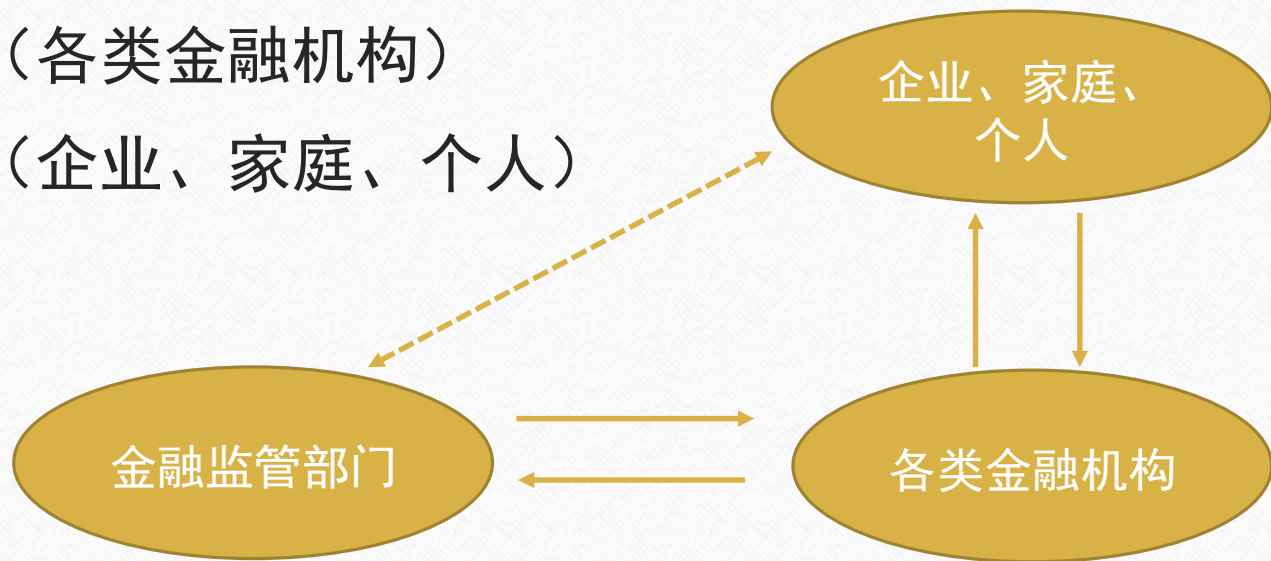 （各类金融机构）
（企业、家庭、个人）
企业、家庭、
个人
金融监管部门
各类金融机构